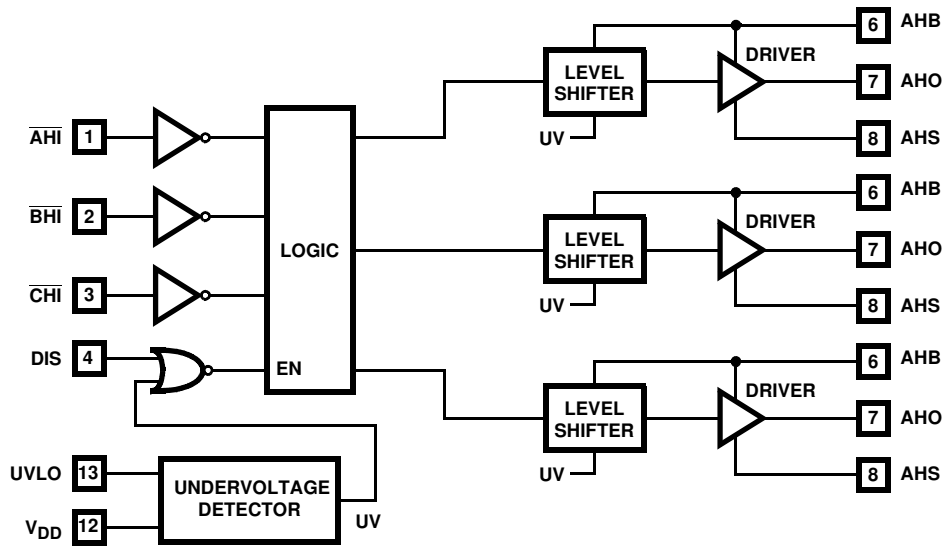 6 AHB
DRIVER
LEVEL
SHIFTER
7 AHO
UV
8 AHS
AHI 1
BHI 2
CHI 3
DIS 4
LOGIC
EN
6 AHB
DRIVER
LEVEL
SHIFTER
7 AHO
UV
8 AHS
6 AHB
DRIVER
LEVEL
SHIFTER
7 AHO
UV
8 AHS
UVLO 13
VDD 12
UNDERVOLTAGE
DETECTOR
UV